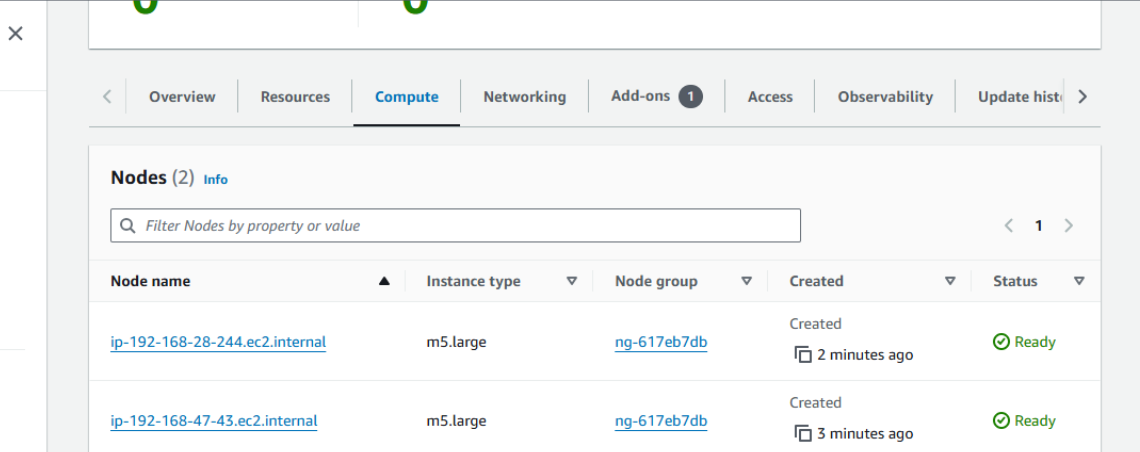 Overview Resources Compute Networking Add-ons 1 Access Observability Update
Nodes (2) Info
Filter Nodes by property or value
1
Node name Instance type Node group Created Status
ip-192-168-28-244.ec2.internal m5.large ng-617eb7db Created 2 minutes ago Ready
ip-192-168-47-43.ec2.internal m5.large ng-617eb7db Created 3 minutes ago Ready